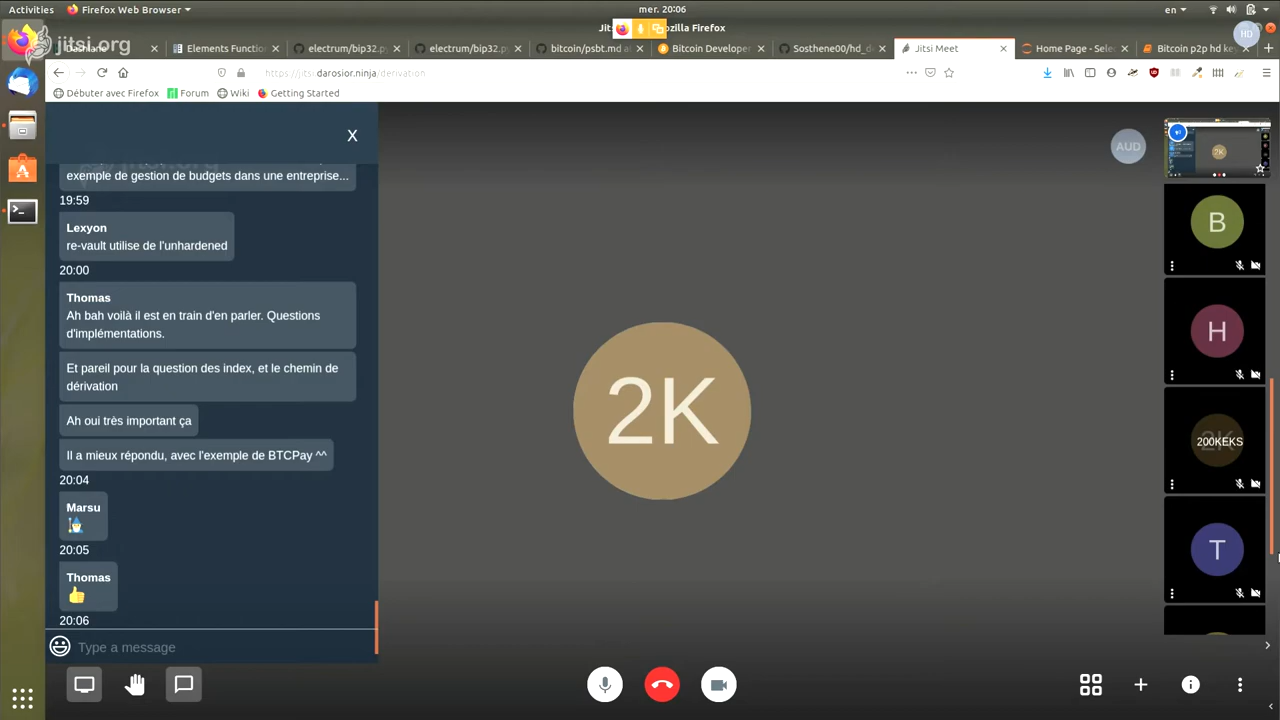 Activities
Firefox Web Browser
mer. 20:06
en
jitsi.org
HD
Elements Functio
electrum/bip32.p
electrum/bip32.p
bitcoin/psbt.md a
Bitcoin Developer
Sosthene00/hd_d
Jitsi Meet
Home Page - Sele
Bitcoin p2p hd ke
https://jitsi.darosior.ninja/derivation
Débuter avec Firefox
Forum
Wiki
Getting Started
X
exemple de gestion de budgets dans une entreprise...
19:59
Lexyon
re-vault utilise de l'unhardened
20:00
Thomas
Ah bah voilà il est en train d'en parler. Questions
d'implémentations.
Et pareil pour la question des index, et le chemin de
dérivation
Ah oui très important ça
Il a mieux répondu, avec l'exemple de BTCPay ^^
20:04
Marsu
20:05
Thomas
20:06
Type a message
2K
AUD
2K
B
H
200KEKS
T